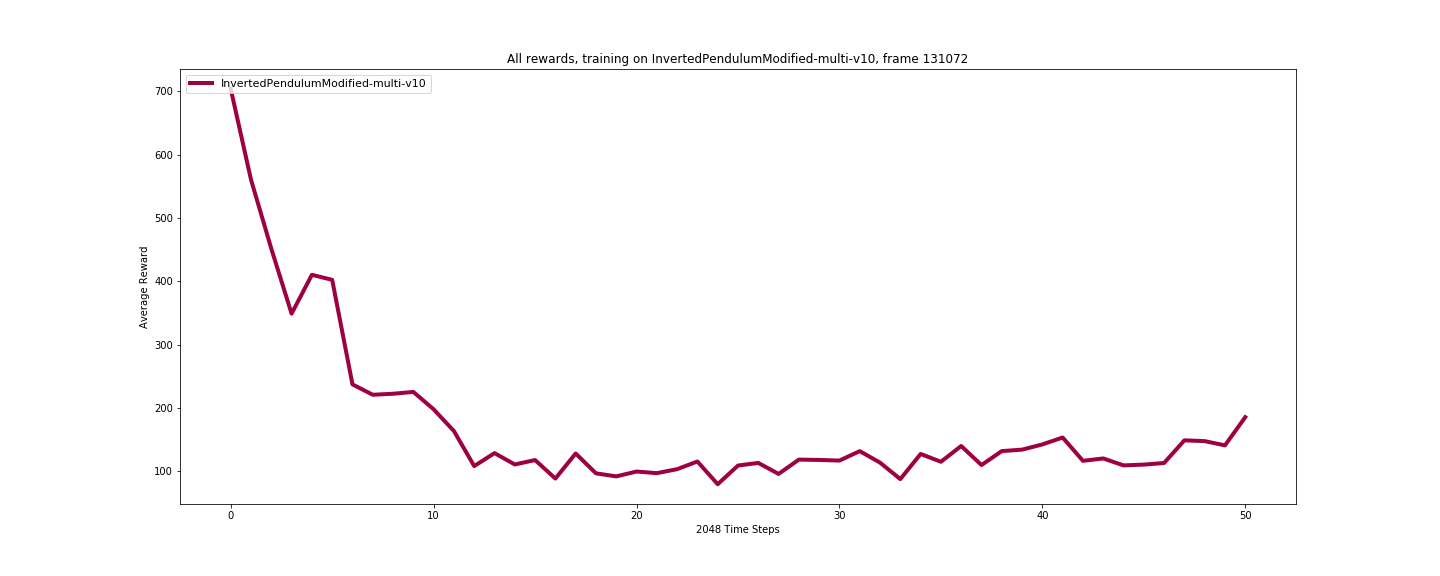 All rewards, training on InvertedPendulumModified-multi-v10, frame 131072
InvertedPendulumModified-multi-v10
700
600
500
400
300
200
100
Average Reward
0 10 20 30 40 50
2048 Time Steps